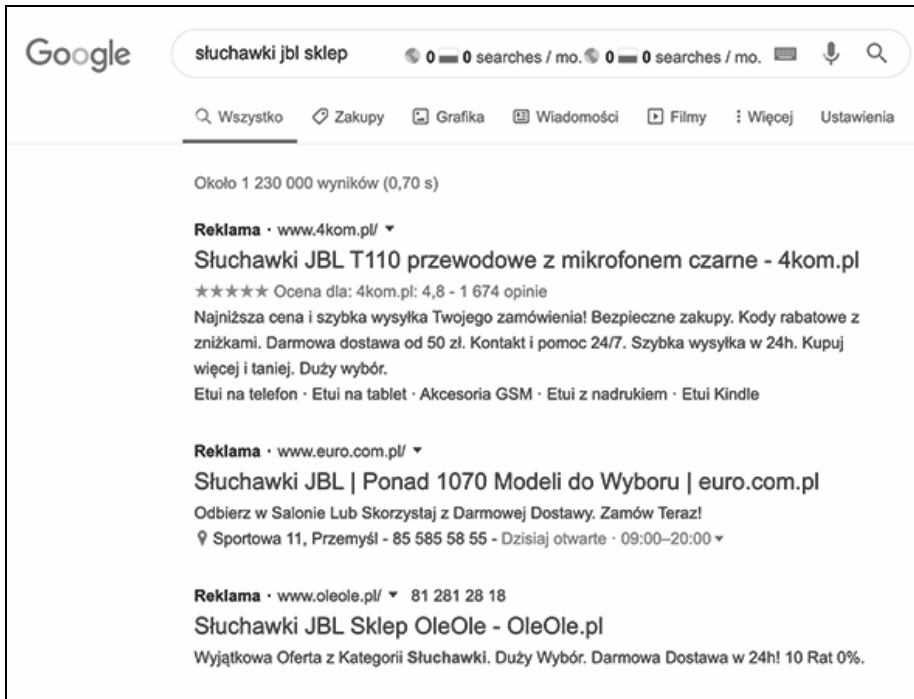 Google
słuchawki jbl sklep 0 0 searches / mo. 0 0 searches / mo.
Wszystko Zakupy Grafika Wiadomości Filmy Więcej Ustawienia
Około 1 230 000 wyników (0,70 s)
Reklama · www.4kom.pl/
Słuchawki JBL T110 przewodowe z mikrofonem czarne - 4kom.pl
★★★★★ Ocena dla: 4kom.pl: 4,8 - 1 674 opinie
Najniższa cena i szybka wysyłka Twojego zamówienia! Bezpieczne zakupy. Kody rabatowe z
zniżkami. Darmowa dostawa od 50 zł. Kontakt i pomoc 24/7. Szybka wysyłka w 24h. Kupuj
więcej i taniej. Duży wybór.
Etui na telefon · Etui na tablet · Akcesoria GSM · Etui z nadrukiem · Etui Kindle
Reklama · www.euro.com.pl/
Słuchawki JBL | Ponad 1070 Modeli do Wyboru | euro.com.pl
Odbierz w Salonie Lub Skorzystaj z Darmowej Dostawy. Zamów Teraz!
Sportowa 11, Przemyśl - 85 585 58 55 - Dzisiaj otwarte · 09:00–20:00
Reklama · www.oleole.pl/ 81 281 28 18
Słuchawki JBL Sklep OleOle - OleOle.pl
Wyjątkowa Oferta z Kategorii Słuchawki. Duży Wybór. Darmowa Dostawa w 24h! 10 Rat 0%.